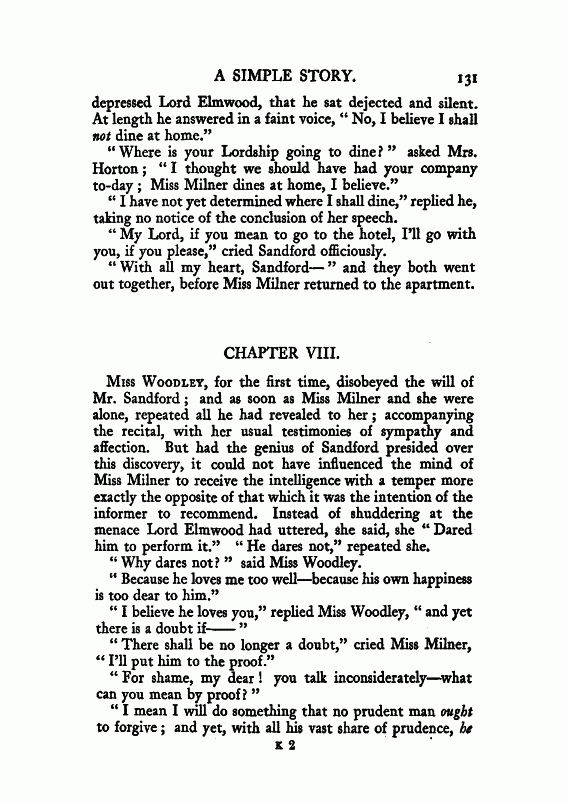 A SIMPLE STORY. 131
depressed Lord Elmwood, that he sat dejected and silent.
At length he answered in a faint voice, “ No, I believe I shall
not dine at home.”
“ Where is your Lordship going to dine? ” asked Mrs.
Horton ; “ I thought we should have had your company
to-day ; Miss Milner dines at home, I believe.”
“ I have not yet determined where I shall dine,” replied he,
taking no notice of the conclusion of her speech.
“ My Lord, if you mean to go to the hotel, I’ll go with
you, if you please,” cried Sandford officiously.
“ With all my heart, Sandford— ” and they both went
out together, before Miss Milner returned to the apartment.
CHAPTER VIII.
Miss Woodley, for the first time, disobeyed the will of
Mr. Sandford ; and as soon as Miss Milner and she were
alone, repeated all he had revealed to her ; accompanying
the recital, with her usual testimonies of sympathy and
affection. But had the genius of Sandford presided over
this discovery, it could not have influenced the mind of
Miss Milner to receive the intelligence with a temper more
exactly the opposite of that which it was the intention of the
informer to recommend. Instead of shuddering at the
menace Lord Elmwood had uttered, she said, she “ Dared
him to perform it.” “ He dares not,” repeated she.
“ Why dares not? ” said Miss Woodley.
“ Because he loves me too well—because his own happiness
is too dear to him.”
“ I believe he loves you,” replied Miss Woodley, “ and yet
there is a doubt if—— ”
“ There shall be no longer a doubt,” cried Miss Milner,
“ I’ll put him to the proof.”
“ For shame, my dear ! you talk inconsiderately—what
can you mean by proof? ”
“ I mean I will do something that no prudent man ought
to forgive ; and yet, with all his vast share of prudence, he
K 2